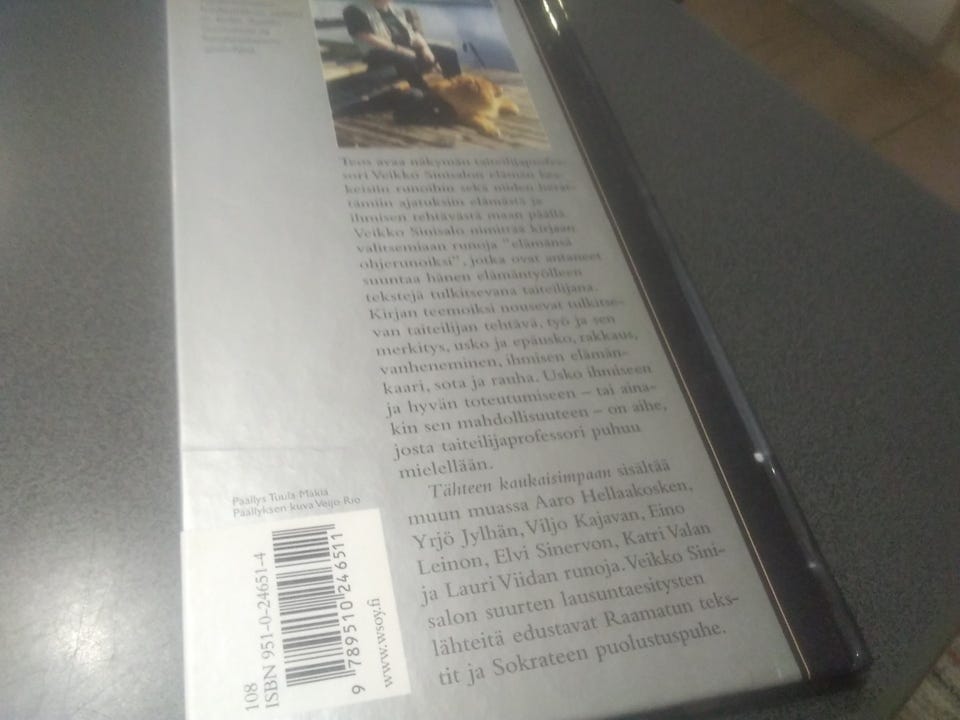 Teos avaa näkymän taiteilijaprofes-
sori Veikko Sinisalon elämän kes-
keisiin runoihin sekä niiden herät-
tämiin ajatuksiin elämästä ja
ihmisen tehtävästä maan päällä.
Veikko Sinisalo nimittää kirjaan
valitsemiaan runoja "elämänsä
ohjerunoiksi", jotka ovat antaneet
suuntaa hänen elämäntyölleen
tekstejä tulkitsevana taiteilijana.
Kirjan teemoiksi nousevat tulkitse-
van taiteilijan tehtävä, työ ja sen
merkitys, usko ja epäusko, rakkaus,
vanheneminen, ihmisen elämän-
kaari, sota ja rauha. Usko ihmiseen
ja hyvän toteutumiseen – tai aina-
kin sen mahdollisuuteen – on aihe,
josta taiteilijaprofessori puhuu
mielellään.
Tähteen kaukaisimpaan sisältää
muun muassa Aaro Hellaakosken,
Yrjö Jylhän, Viljo Kajavan, Eino
Leinon, Elvi Sinervon, Katri Valan
ja Lauri Viidan runoja. Veikko Sini-
salon suurten lausuntaesitysten
lähteitä edustavat Raamatun teks-
tit ja Sokrateen puolustuspuhe.
Päällys Tuula Mäkiä
Päällyksen kuva Veijo Rio
108
ISBN 951-0-24651-4
9 789510 246511
www.wsoy.fi